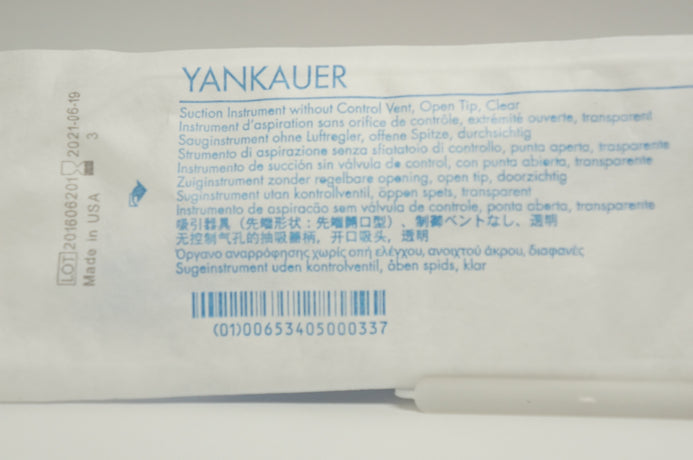 YANKAUER
Suction Instrument without Control Vent, Open Tip, Clear
Instrument d'aspiration sans orifice de contrôle, extrémité ouverte, transparent
Sauginstrument ohne Luftregler, offene Spitze, durchsichtig
Strumento di aspirazione senza sfiatatoio di controllo, punta aperta, trasparente
Instrumento de succión sin válvula de control, con punta abierta, transparente
Zuiginstrument zonder regelbare opening, open tip, doorzichtig
Suginstrument utan kontrollventil, öppen spets, transparent
Instrumento de aspiracão sem válvula de controle, ponta aberta, transparente
吸引器具（先端形状：先端開口型）、制御ベントなし、透明
无控制气孔的抽吸器柄，开口吸头，透明
Όργανο αναρρόφησης χωρίς οπή ελέγχου, ανοιχτού άκρου, διαφανές
Sugeinstrument uden kontrolventil, åben spids, klar
(01)00653405000337
LOT 201606201 2021-06-19
Made in USA 3